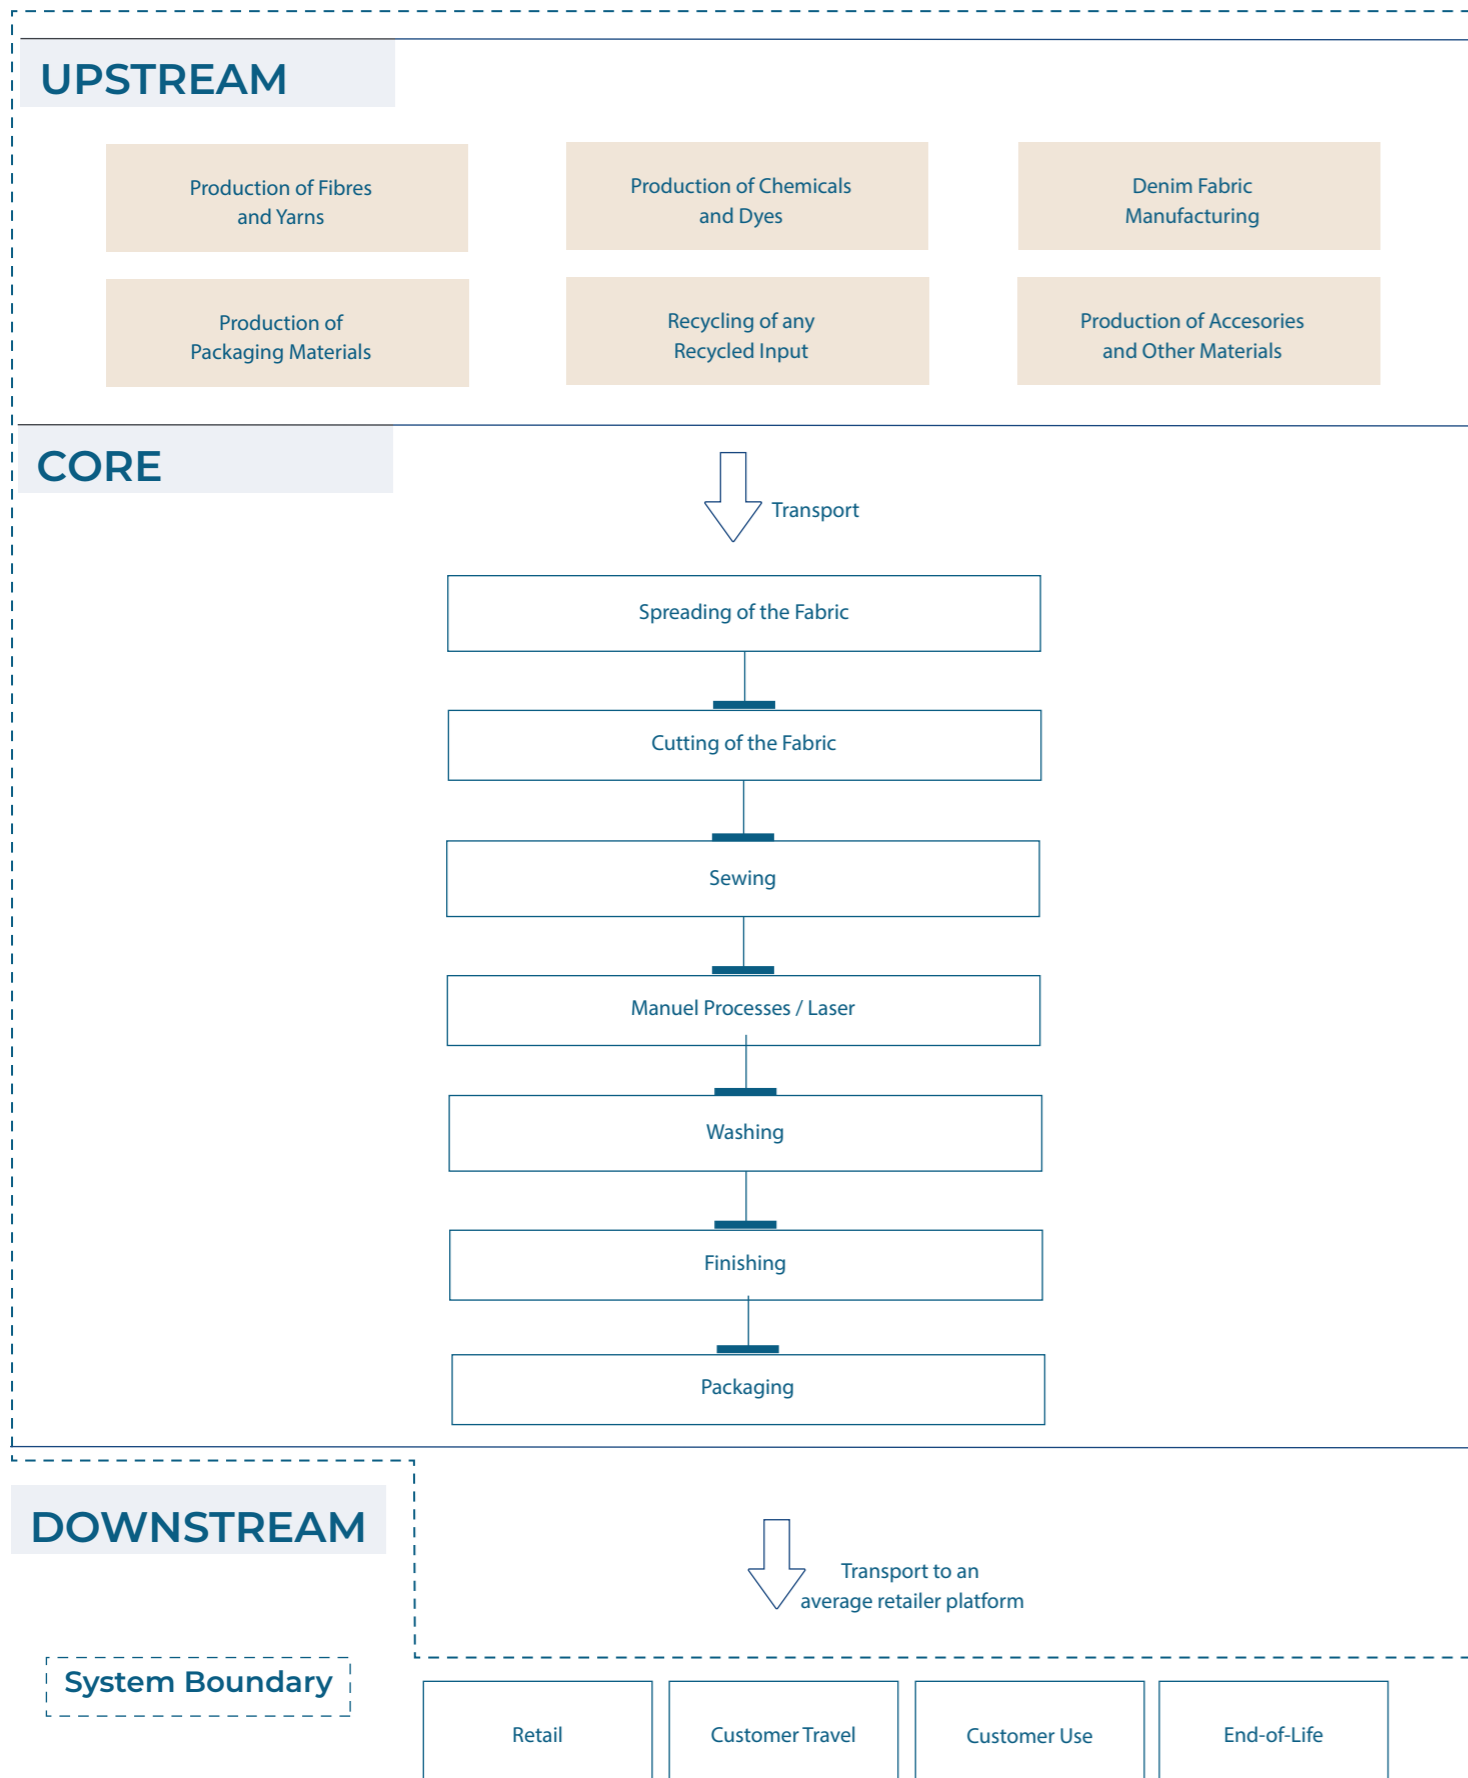 UPSTREAM
Production of Fibres
and Yarns
Production of Chemicals
and Dyes
Denim Fabric
Manufacturing
Production of
Packaging Materials
Recycling of any
Recycled Input
Production of Accesories
and Other Materials
CORE
Transport
Spreading of the Fabric
Cutting of the Fabric
Sewing
Manuel Processes / Laser
Washing
Finishing
Packaging
DOWNSTREAM
Transport to an
average retailer platform
System Boundary
Retail
Customer Travel
Customer Use
End-of-Life